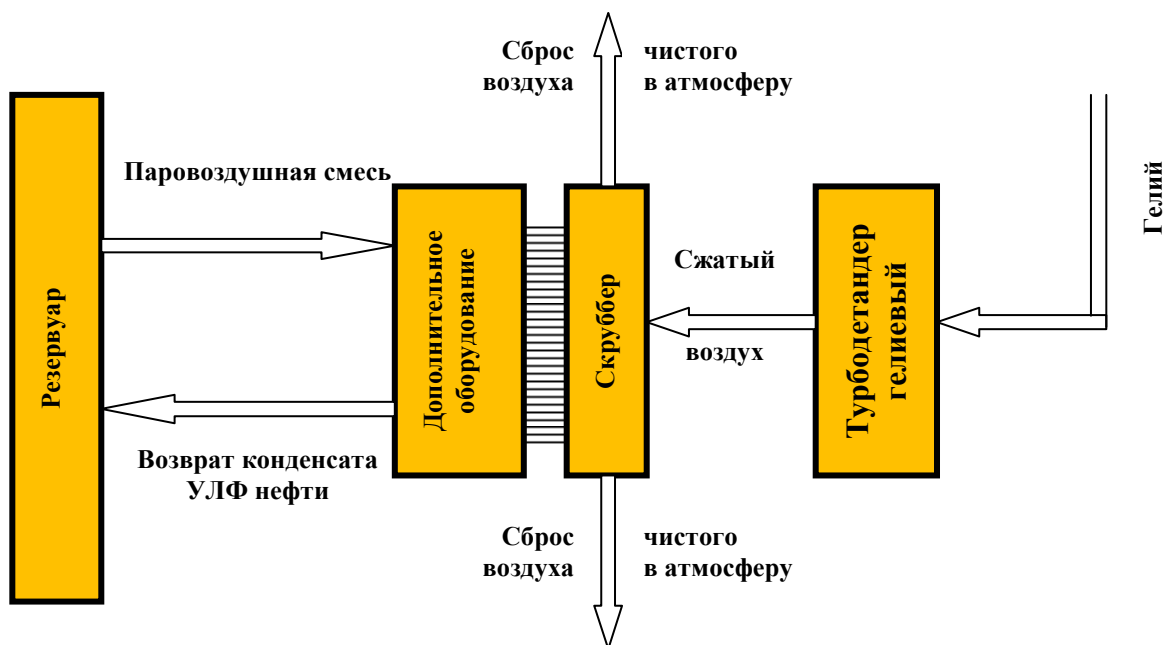 Сброс чистого
воздуха в атмосферу
Паровоздушная смесь
Резервуар
Дополнительное
оборудование
Скруббер
Сжатый
воздух
Турбодетандер
гелиевый
Гелий
Возврат конденсата
УЛФ нефти
Сброс чистого
воздуха в атмосферу